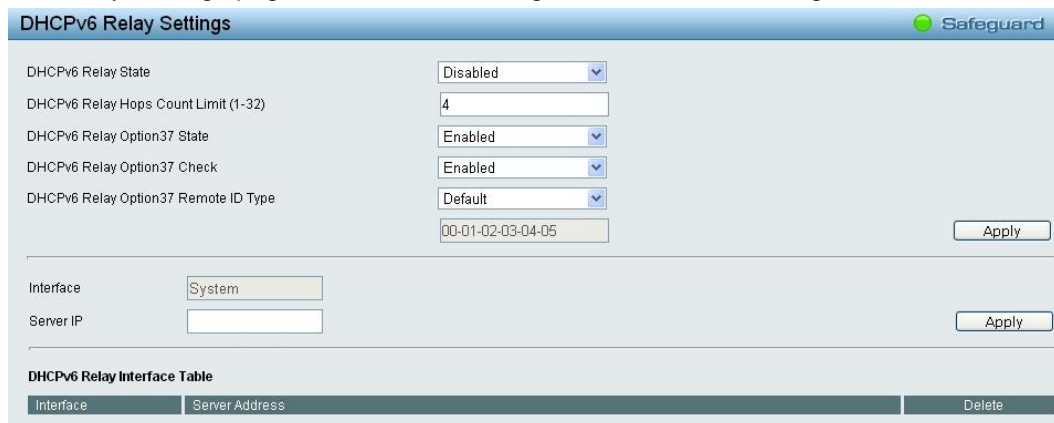 DHCPv6 Relay Settings Safeguard
DHCPv6 Relay State Disabled
DHCPv6 Relay Hops Count Limit (1-32) 4
DHCPv6 Relay Option37 State Enabled
DHCPv6 Relay Option37 Check Enabled
DHCPv6 Relay Option37 Remote ID Type Default
00-01-02-03-04-05 Apply
Interface System
Server IP Apply
DHCPv6 Relay Interface Table
Interface Server Address Delete